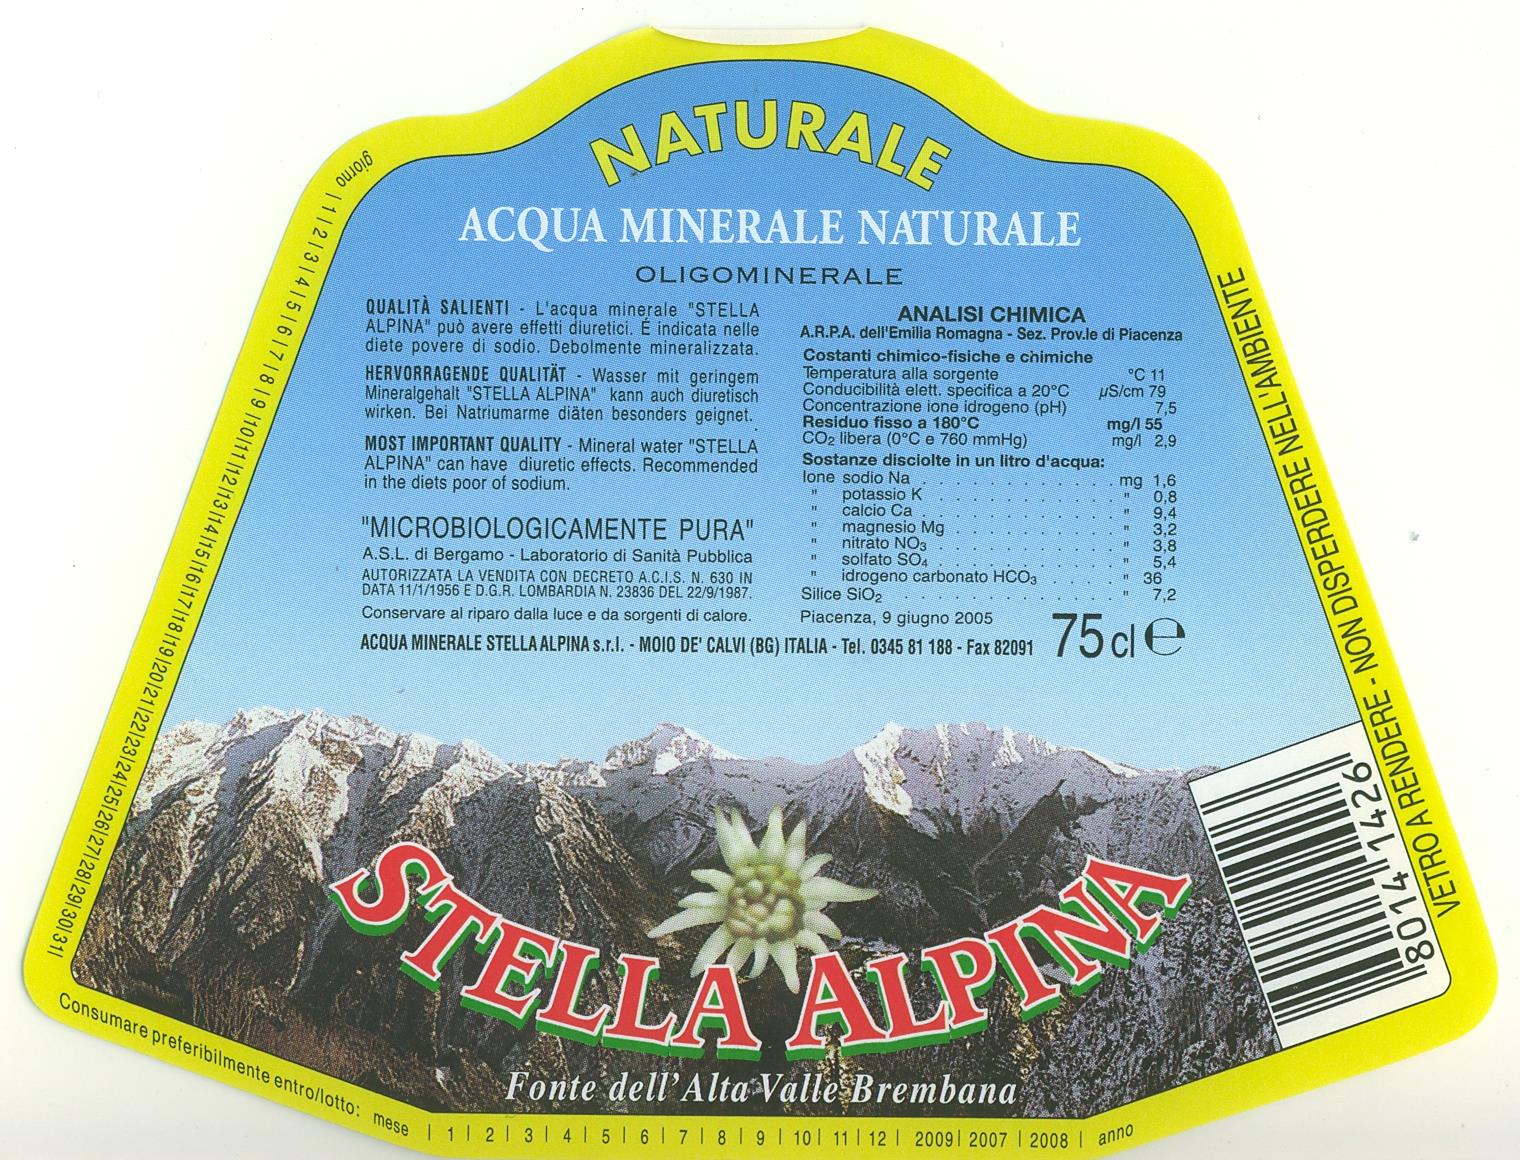 NATURALE
ACQUA MINERALE NATURALE
OLIGOMINERALE
QUALITÀ SALIENTI - L'acqua minerale "STELLA
ALPINA" può avere effetti diuretici. É indicata nelle
diete povere di sodio. Debolmente mineralizzata.
HERVORRAGENDE QUALITÄT - Wasser mit geringem
Mineralgehalt "STELLA ALPINA" kann auch diuretisch
wirken. Bei Natriumarme diäten besonders geignet.
MOST IMPORTANT QUALITY - Mineral water "STELLA
ALPINA" can have diuretic effects. Recommended
in the diets poor of sodium.
"MICROBIOLOGICAMENTE PURA"
A.S.L. di Bergamo - Laboratorio di Sanità Pubblica
AUTORIZZATA LA VENDITA CON DECRETO A.C.I.S. N. 630 IN
DATA 11/1/1956 E D.G.R. LOMBARDIA N. 23836 DEL 22/9/1987.
Conservare al riparo dalla luce e da sorgenti di calore.
ANALISI CHIMICA
A.R.P.A. dell'Emilia Romagna - Sez. Prov.le di Piacenza
Costanti chimico-fisiche e chimiche
Temperatura alla sorgente °C 11
Conducibilità elett. specifica a 20°C µS/cm 79
Concentrazione ione idrogeno (pH) 7,5
Residuo fisso a 180°C mg/l 55
CO2 libera (0°C e 760 mmHg) mg/l 2,9
Sostanze disciolte in un litro d'acqua:
Ione sodio Na . . . . . . . . . . . . . mg 1,6
" potassio K . . . . . . . . . . . . " 0,8
" calcio Ca . . . . . . . . . . . . . " 9,4
" magnesio Mg . . . . . . . . . . . " 3,2
" nitrato NO3 . . . . . . . . . . . . " 3,8
" solfato SO4 . . . . . . . . . . . . " 5,4
" idrogeno carbonato HCO3 . . . . . " 36
Silice SiO2 . . . . . . . . . . . . . . . " 7,2
Piacenza, 9 giugno 2005
75 cl e
ACQUA MINERALE STELLA ALPINA s.r.l. - MOIO DE' CALVI (BG) ITALIA - Tel. 0345 81 188 - Fax 82091
STELLA ALPINA
Fonte dell'Alta Valle Brembana
giorno | 1 | 2 | 3 | 4 | 5 | 6 | 7 | 8 | 9 | 10 | 11 | 12 | 13 | 14 | 15 | 16 | 17 | 18 | 19 | 20 | 21 | 22 | 23 | 24 | 25 | 26 | 27 | 28 | 29 | 30 | 31 |
Consumare preferibilmente entro/lotto: mese | 1 | 2 | 3 | 4 | 5 | 6 | 7 | 8 | 9 | 10 | 11 | 12 | 2009 | 2007 | 2008 | anno
VETRO A RENDERE - NON DISPERDERE NELL'AMBIENTE
8014 1426